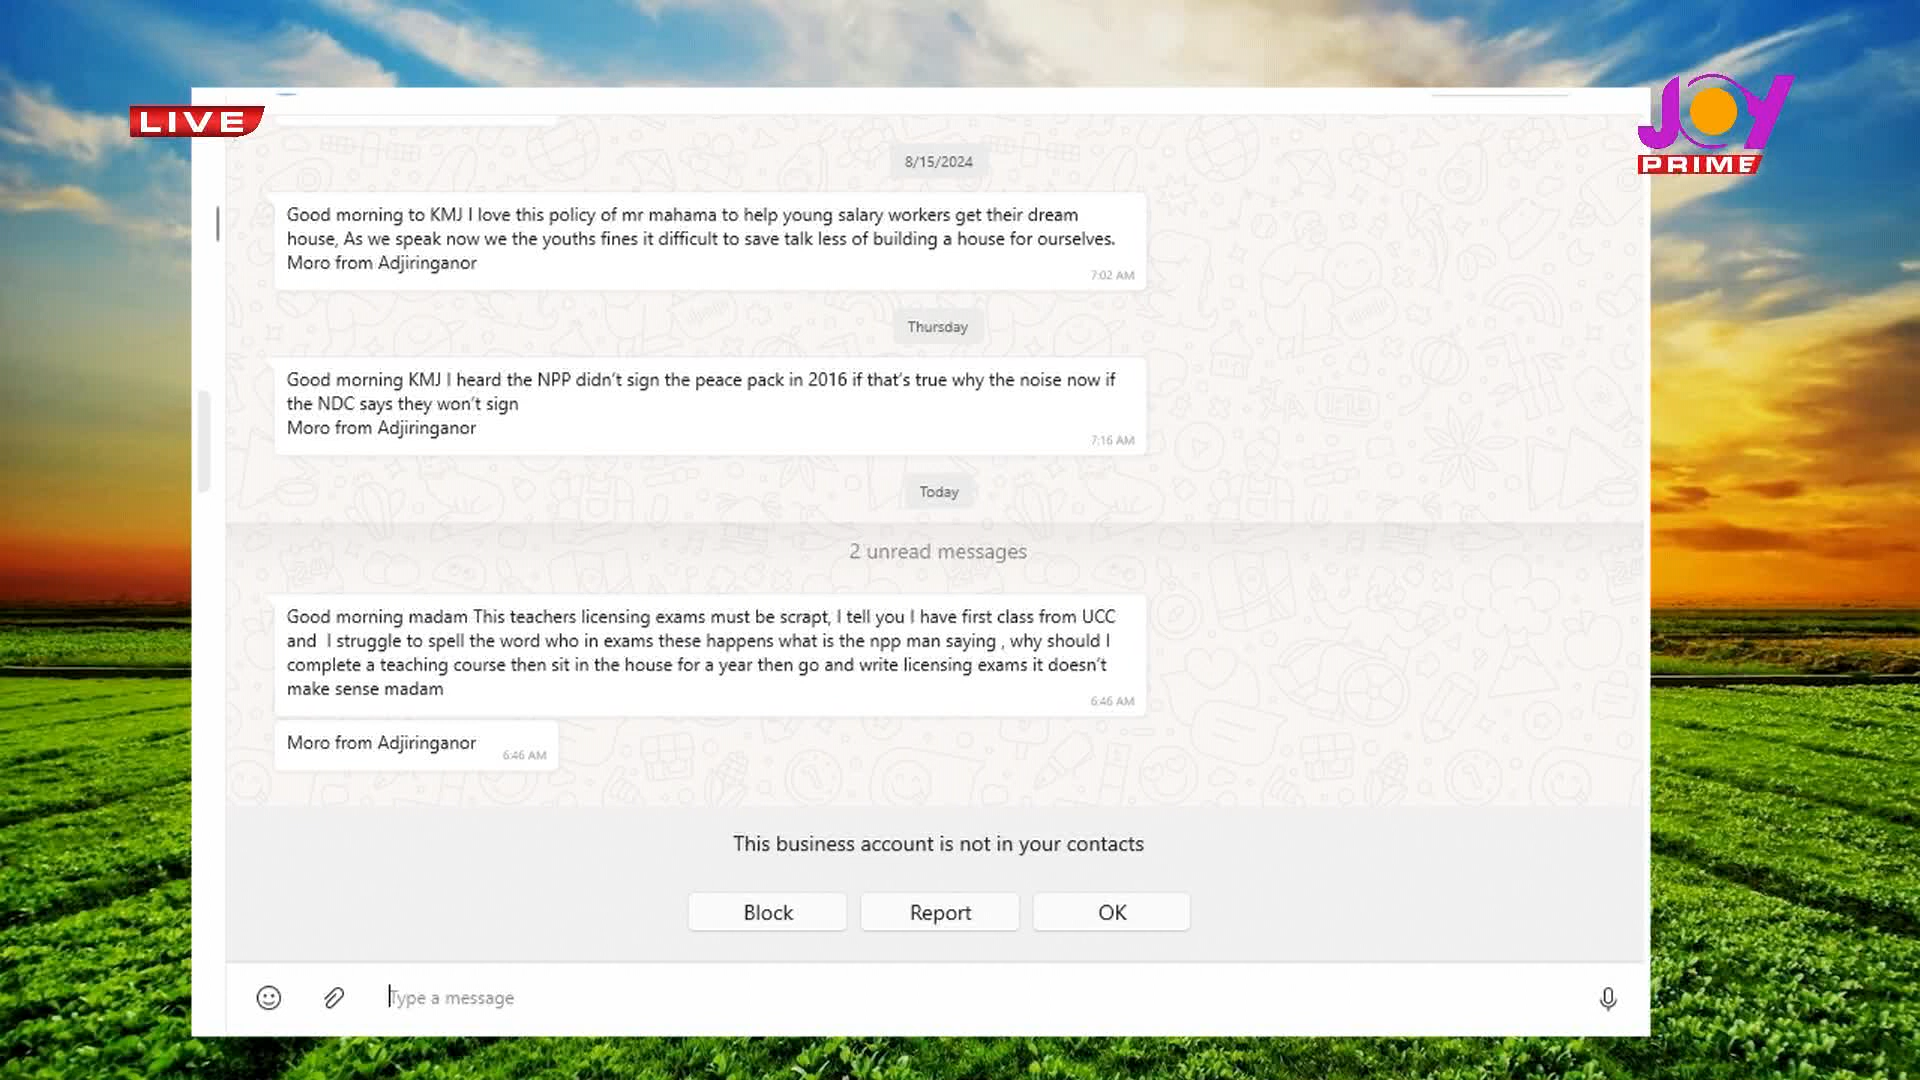 LIVE
JOY
PRIME
8/15/2024
Good morning to KMJ I love this policy of mr mahama to help young salary workers get their dream
house, As we speak now we the youths fines it difficult to save talk less of building a house for ourselves.
Moro from Adjiringanor
7:02 AM
Thursday
Good morning KMJ I heard the NPP didn't sign the peace pack in 2016 if that's true why the noise now if
the NDC says they won't sign
Moro from Adjiringanor
7:16 AM
Today
2 unread messages
Good morning madam This teachers licensing exams must be scrapt, I tell you I have first class from UCC
and I struggle to spell the word who in exams these happens what is the npp man saying , why should I
complete a teaching course then sit in the house for a year then go and write licensing exams it doesn't
make sense madam
6:46 AM
Moro from Adjiringanor
6:46 AM
This business account is not in your contacts
Block
Report
OK
Type a message